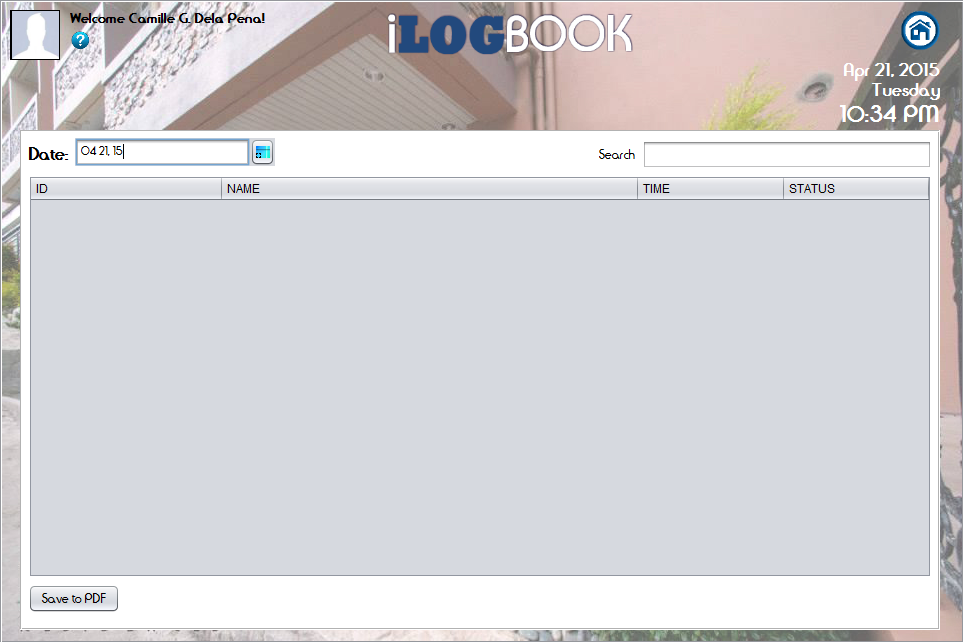 Welcome Camille G. Dela Pena!
?
iLOGBOOK
Apr 21, 2015
Tuesday
10:34 PM
Date: 04 21, 15
Search
ID NAME TIME STATUS
Save to PDF